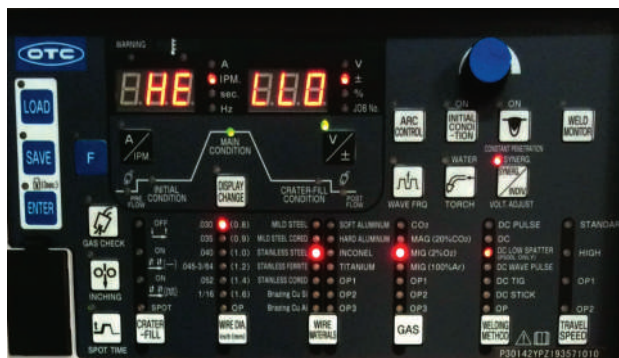 OTC
WARNING
HE LLO
A
IPM.
sec.
Hz
V
±
%
JOB No.
LOAD
SAVE
ENTER
F
A/IPM.
MAIN CONDITION
V/±
PRE FLOW
INITIAL CONDITION
DISPLAY CHANGE
CRATER-FILL CONDITION
POST FLOW
ON
ON
ARC CONTROL
INITIAL CONDI-TION
CONSTANT PENETRATION
WELD MONITOR
WATER
SYNERG
WAVE FRQ
TORCH
SYNERG/INDIV
VOLT. ADJUST
GAS CHECK
INCHING
SPOT TIME
OFF
ON
ON
SPOT
CRATER-FILL
.030 (0.8)
.035 (0.9)
.040 (1.0)
.045-3/64 (1.2)
.052 (1.4)
1/16 (1.6)
OP
WIRE DIA.
inch(mm)
MILD STEEL SOFT ALUMINUM
MILD STEEL CORED HARD ALUMINUM
STAINLESS STEEL INCONEL
STAINLESS FERRITE TITANIUM
STAINLESS CORED OP1
Brazing Cu Si OP2
Brazing Cu Al OP3
WIRE MATERIALS
CO2
MAG (20%CO2)
MIG (2%O2)
MIG (100%Ar)
OP1
OP2
OP3
GAS
DC PULSE
DC
DC LOW SPATTER
DC WAVE PULSE
DC TIG
DC STICK
OP
WELDING METHOD
STANDAR
HIGH
OP1
OP2
TRAVEL SPEED
P30142YPZ193571010